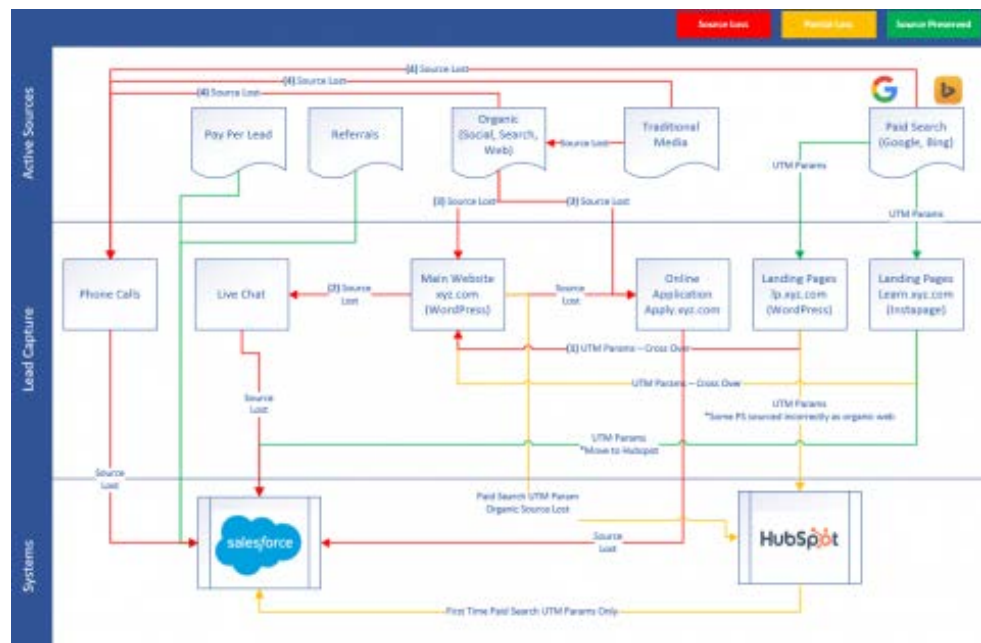 Source Loss
Partial Loss
Source Preserved
Active Sources
(4) Source Lost
(4) Source Lost
(4) Source Lost
Pay Per Lead
Referrals
Organic
(Social, Search,
Web)
Source Lost
Traditional
Media
Paid Search
(Google, Bing)
UTM Params
UTM Params
(3) Source Lost
(3) Source Lost
Lead Capture
Phone Calls
Live Chat
(2) Source
Lost
Main Website
xyz.com
(WordPress)
Source
Lost
Online
Application
Apply.xyz.com
Landing Pages
lp.xyz.com
(WordPress)
Landing Pages
Learn.xyz.com
(Instapage)
(1) UTM Params – Cross Over
UTM Params – Cross Over
Source
Lost
UTM Params
*Some PS sourced incorrectly as organic web
UTM Params
*Move to Hubspot
Source
Lost
Systems
salesforce
Paid Search UTM Param
Organic Source Lost
Source
Lost
HubSpot
First Time Paid Search UTM Params Only